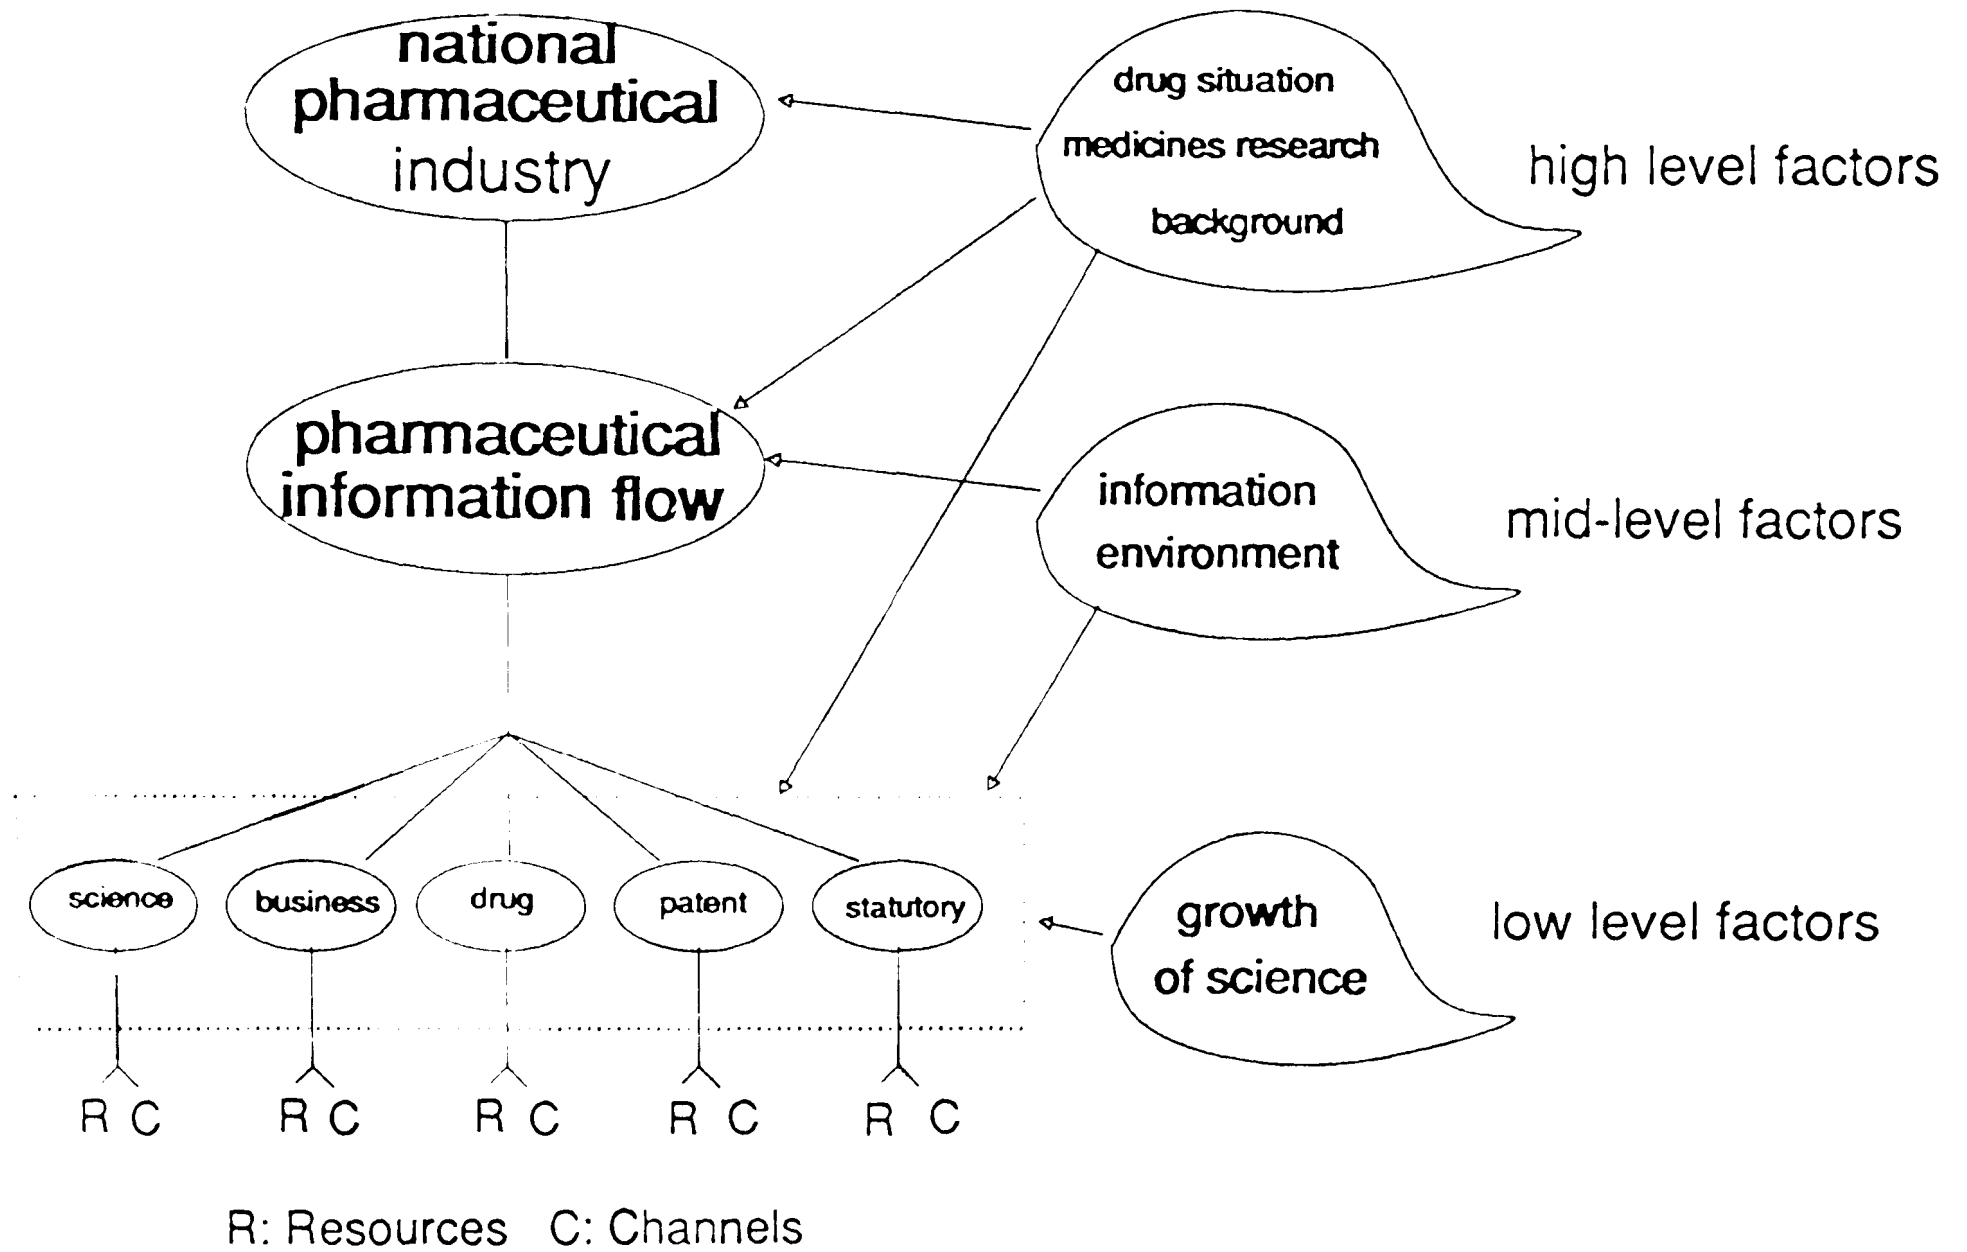 national
pharmaceutical
industry
drug situation
medicines research
background
high level factors
pharmaceutical
information flow
information
environment
mid-level factors
science
business
drug
patent
statutory
growth
of science
low level factors
R C
R C
R C
R C
R C
R: Resources C: Channels